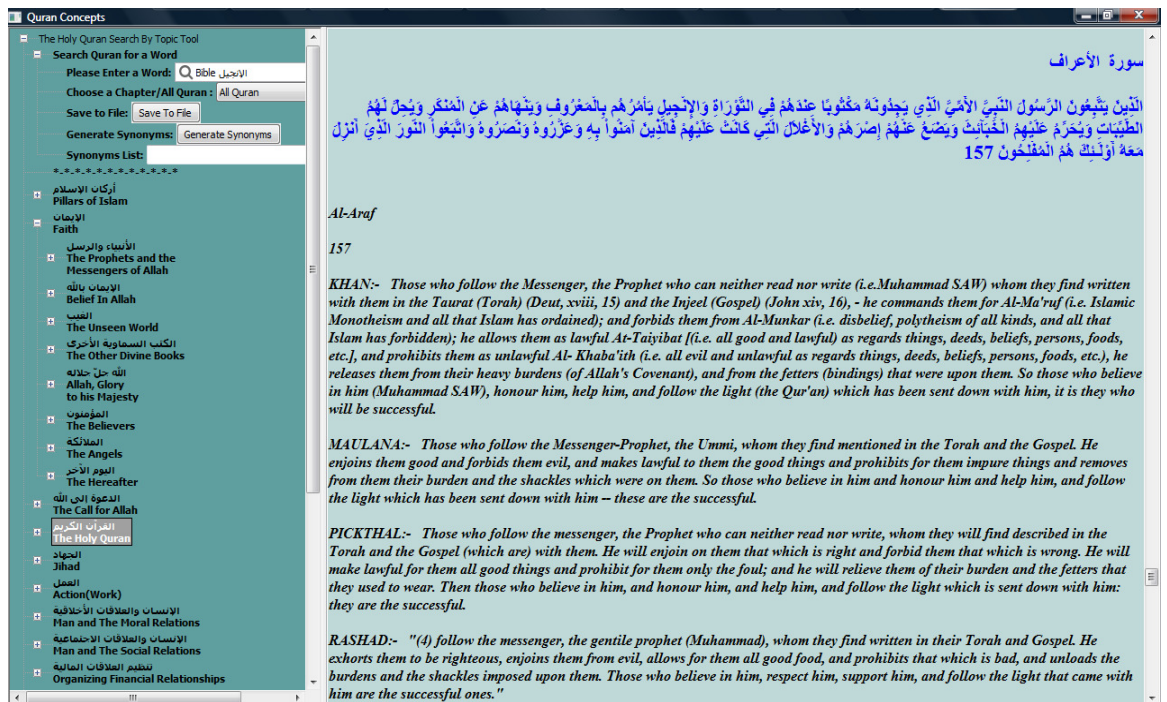 Quran Concepts
The Holy Quran Search By Topic Tool
Search Quran for a Word
Please Enter a Word: Bible الإنجيل
Choose a Chapter/All Quran : All Quran
Save to File: Save To File
Generate Synonyms: Generate Synonyms
Synonyms List:
*-*-*-*-*-*-*-*-*-*-*-*
أركان الإسلام
Pillars of Islam
الإيمان
Faith
الأنبياء والرسل
The Prophets and the
Messengers of Allah
الإيمان بالله
Belief In Allah
الغيب
The Unseen World
الكتب السماوية الأخرى
The Other Divine Books
الله جلّ جلاله
Allah, Glory
to his Majesty
المؤمنون
The Believers
الملائكة
The Angels
اليوم الآخر
The Hereafter
الدعوة إلى الله
The Call for Allah
القرآن الكريم
The Holy Quran
الجهاد
Jihad
العمل
Action(Work)
الإنسان والعلاقات الأخلاقية
Man and The Moral Relations
الإنسان والعلاقات الاجتماعية
Man and The Social Relations
تنظيم العلاقات المالية
Organizing Financial Relationships
سورة الأعراف
الَّذِينَ يَتَّبِعُونَ الرَّسُولَ النَّبِيَّ الأُمِّيَّ الَّذِي يَجِدُونَهُ مَكْتُوبًا عِندَهُمْ فِي التَّوْرَاةِ وَالإِنْجِيلِ يَأْمُرُهُم بِالْمَعْرُوفِ وَيَنْهَاهُمْ عَنِ الْمُنكَرِ وَيُحِلُّ لَهُمُ
الطَّيِّبَاتِ وَيُحَرِّمُ عَلَيْهِمُ الْخَبَآئِثَ وَيَضَعُ عَنْهُمْ إِصْرَهُمْ وَالأَغْلاَلَ الَّتِي كَانَتْ عَلَيْهِمْ فَالَّذِينَ آمَنُواْ بِهِ وَعَزَّرُوهُ وَنَصَرُوهُ وَاتَّبَعُواْ النُّورَ الَّذِيَ أُنزِلَ
مَعَهُ أُوْلَـئِكَ هُمُ الْمُفْلِحُونَ 157
Al-Araf
157
KHAN:- Those who follow the Messenger, the Prophet who can neither read nor write (i.e.Muhammad SAW) whom they find written
with them in the Taurat (Torah) (Deut, xviii, 15) and the Injeel (Gospel) (John xiv, 16), - he commands them for Al-Ma'ruf (i.e. Islamic
Monotheism and all that Islam has ordained); and forbids them from Al-Munkar (i.e. disbelief, polytheism of all kinds, and all that
Islam has forbidden); he allows them as lawful At-Taiyibat [(i.e. all good and lawful) as regards things, deeds, beliefs, persons, foods,
etc.], and prohibits them as unlawful Al- Khaba'ith (i.e. all evil and unlawful as regards things, deeds, beliefs, persons, foods, etc.), he
releases them from their heavy burdens (of Allah's Covenant), and from the fetters (bindings) that were upon them. So those who believe
in him (Muhammad SAW), honour him, help him, and follow the light (the Qur'an) which has been sent down with him, it is they who
will be successful.
MAULANA:- Those who follow the Messenger-Prophet, the Ummi, whom they find mentioned in the Torah and the Gospel. He
enjoins them good and forbids them evil, and makes lawful to them the good things and prohibits for them impure things and removes
from them their burden and the shackles which were on them. So those who believe in him and honour him and help him, and follow
the light which has been sent down with him -- these are the successful.
PICKTHAL:- Those who follow the messenger, the Prophet who can neither read nor write, whom they will find described in the
Torah and the Gospel (which are) with them. He will enjoin on them that which is right and forbid them that which is wrong. He will
make lawful for them all good things and prohibit for them only the foul; and he will relieve them of their burden and the fetters that
they used to wear. Then those who believe in him, and honour him, and help him, and follow the light which is sent down with him:
they are the successful.
RASHAD:- "(4) follow the messenger, the gentile prophet (Muhammad), whom they find written in their Torah and Gospel. He
exhorts them to be righteous, enjoins them from evil, allows for them all good food, and prohibits that which is bad, and unloads the
burdens and the shackles imposed upon them. Those who believe in him, respect him, support him, and follow the light that came with
him are the successful ones."